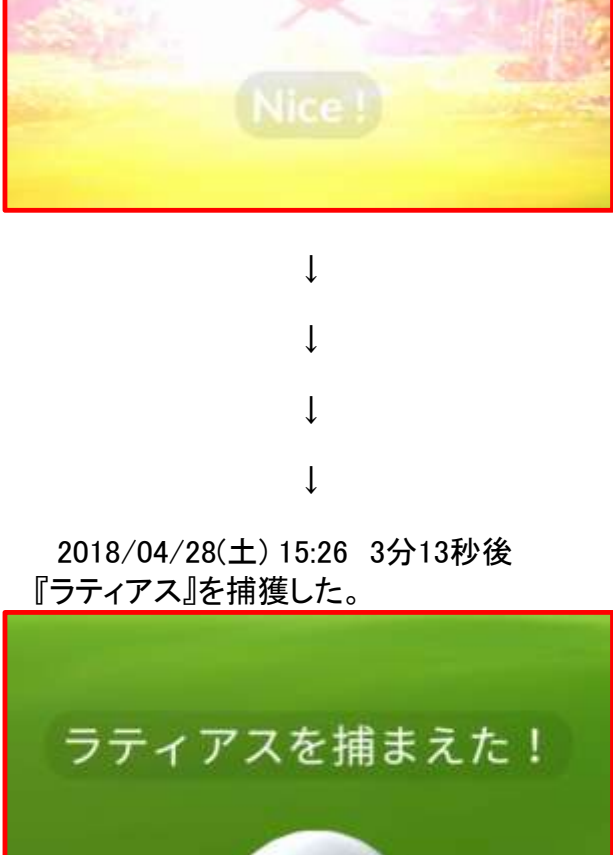 Nice !
↓
↓
↓
↓
2018/04/28(土) 15:26 3分13秒後
『ラティアス』を捕獲した。
ラティアスを捕まえた！